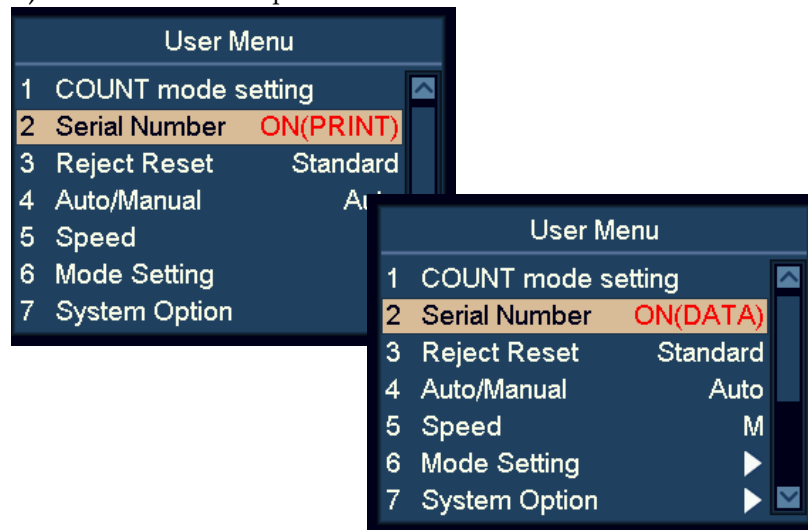 User Menu
1 COUNT mode setting
2 Serial Number ON(PRINT)
3 Reject Reset Standard
4 Auto/Manual
5 Speed
6 Mode Setting
7 System Option
User Menu
1 COUNT mode setting
2 Serial Number ON(DATA)
3 Reject Reset Standard
4 Auto/Manual Auto
5 Speed M
6 Mode Setting
7 System Option